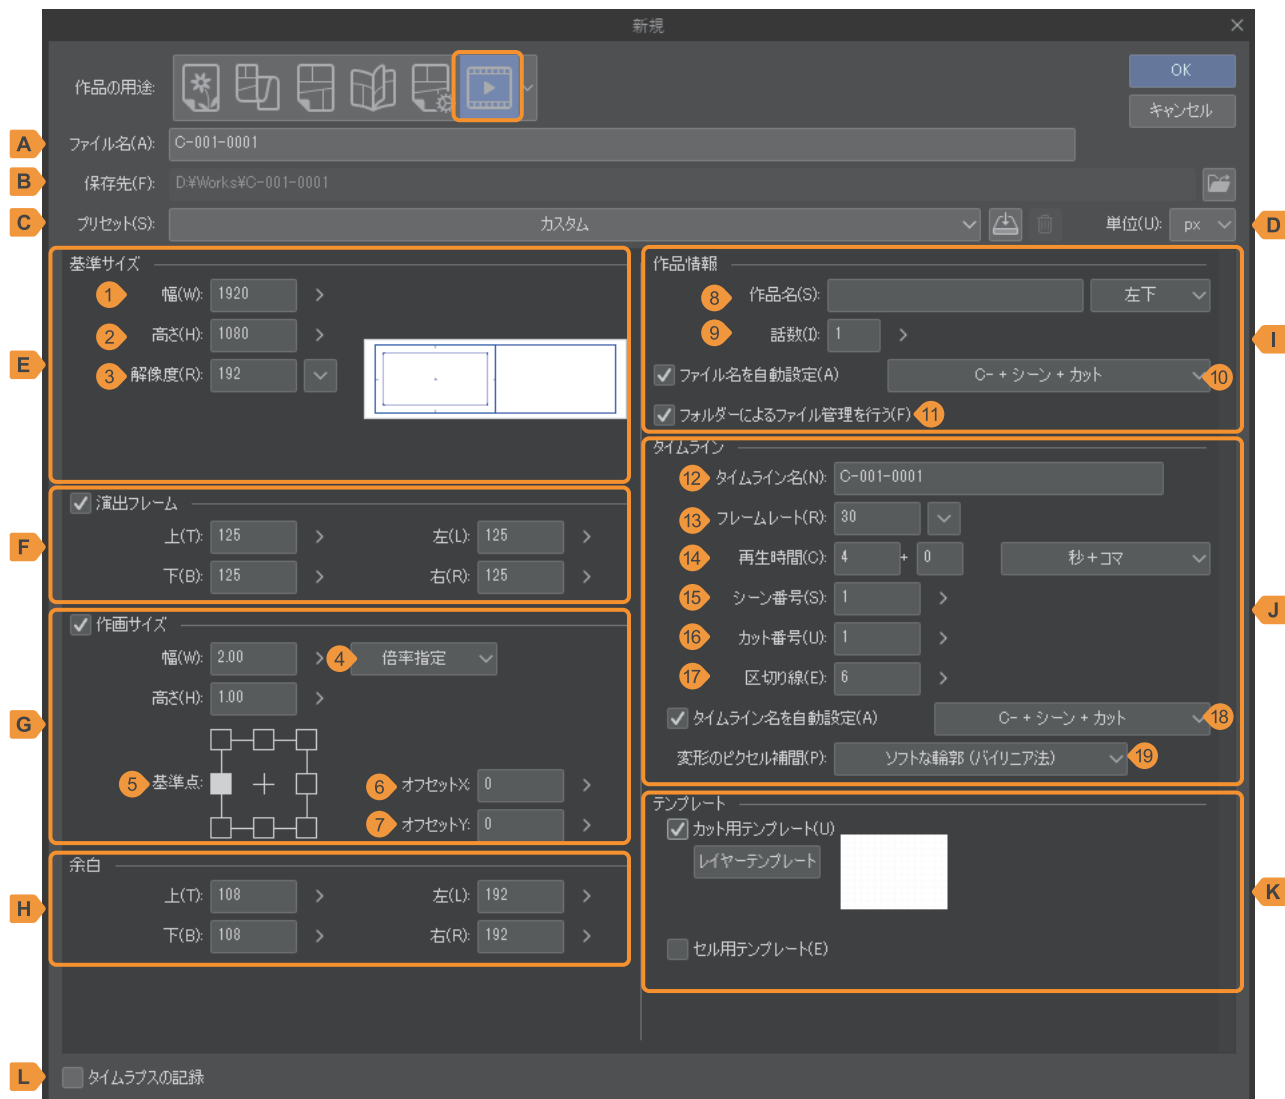 新規
作品の用途:
OK
キャンセル
A ファイル名(A): C-001-0001
B 保存先(F): D:¥Works¥C-001-0001
C プリセット(S): カスタム 単位(U): px D
E
基準サイズ
1 幅(W): 1920
2 高さ(H): 1080
3 解像度(R): 192
F
演出フレーム
上(T): 125 左(L): 125
下(B): 125 右(R): 125
G
作画サイズ
幅(W): 2.00 4 倍率指定
高さ(H): 1.00
5 基準点: 6 オフセットX: 0
7 オフセットY: 0
H
余白
上(T): 108 左(L): 192
下(B): 108 右(R): 192
I
作品情報
8 作品名(S): 左下
9 話数(I): 1
ファイル名を自動設定(A) C- + シーン + カット 10
フォルダーによるファイル管理を行う(F) 11
J
タイムライン
12 タイムライン名(N): C-001-0001
13 フレームレート(R): 30
14 再生時間(C): 4 + 0 秒+コマ
15 シーン番号(S): 1
16 カット番号(U): 1
17 区切り線(E): 6
タイムライン名を自動設定(A) C- + シーン + カット 18
変形のピクセル補間(P): ソフトな輪郭 (バイリニア法) 19
K
テンプレート
カット用テンプレート(U)
レイヤーテンプレート
セル用テンプレート(E)
L タイムラプスの記録